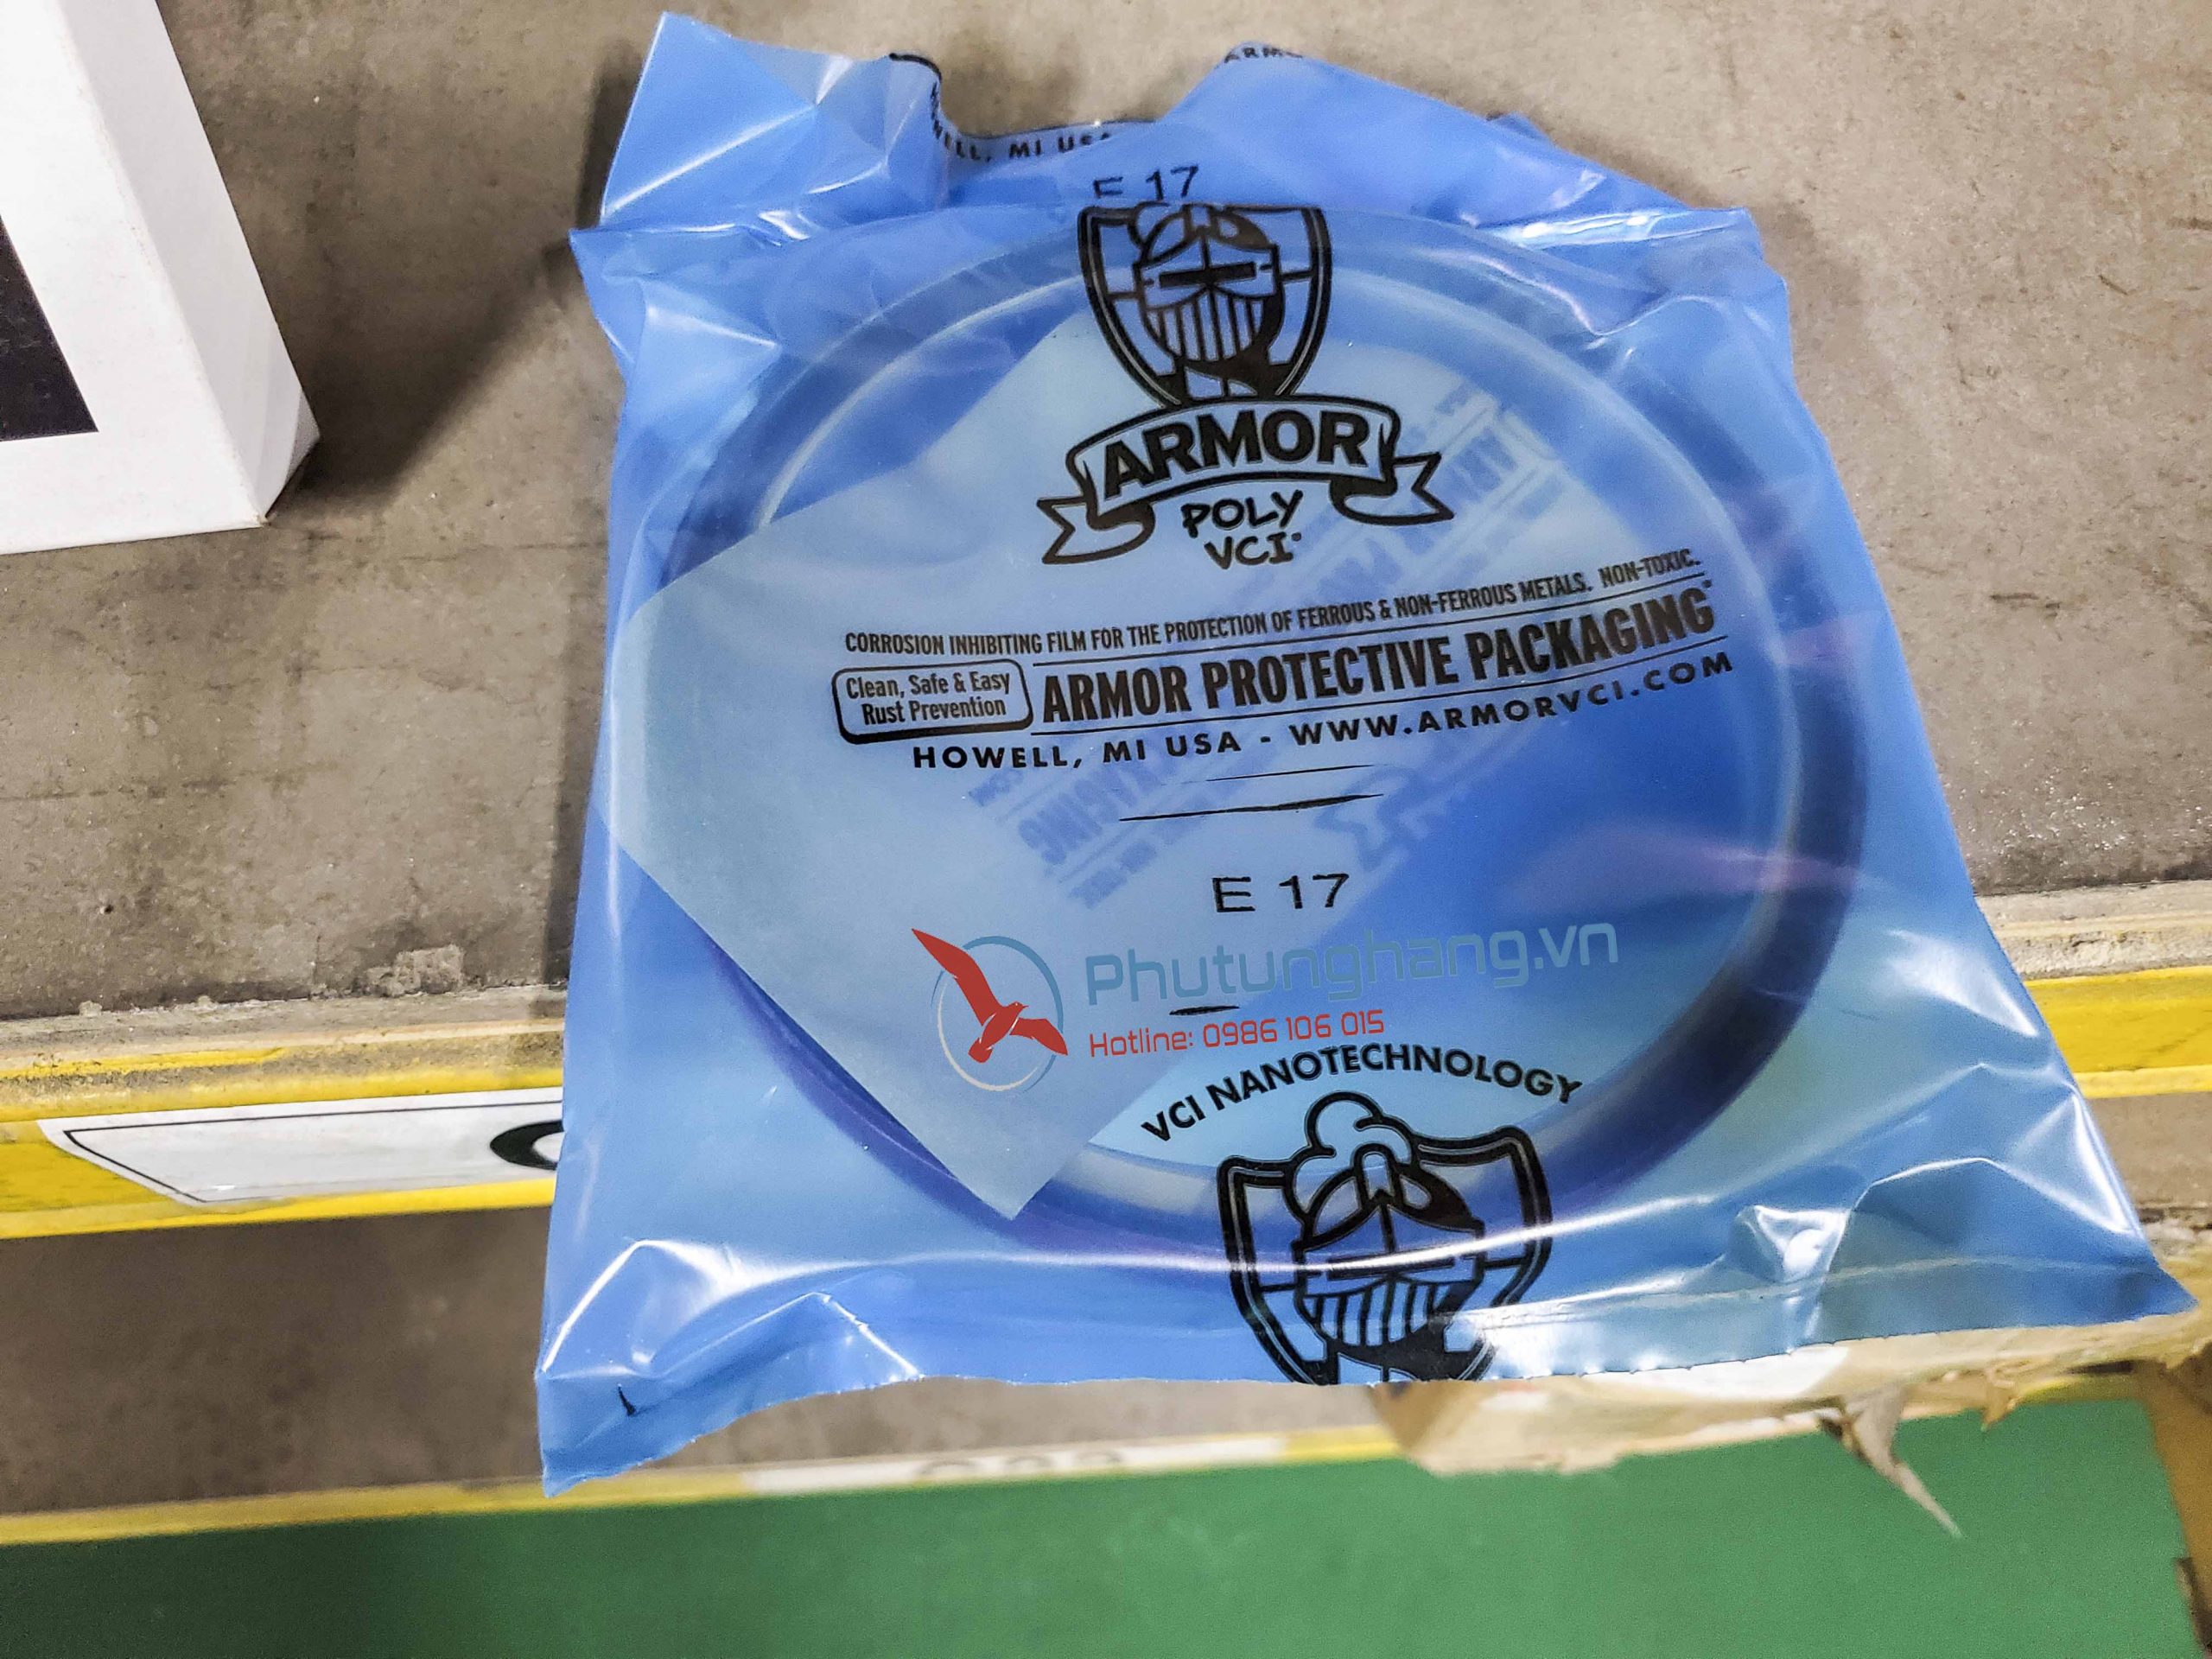 HOWELL, MI USA
E 17
ARMOR
POLY
VCI
CORROSION INHIBITING FILM FOR THE PROTECTION OF FERROUS & NON-FERROUS METALS. NON-TOXIC.
Clean, Safe & Easy
Rust Prevention
ARMOR PROTECTIVE PACKAGING
HOWELL, MI USA - WWW.ARMORVCI.COM
E 17
Phutunghang.vn
Hotline: 0986 106 015
VCI NANOTECHNOLOGY